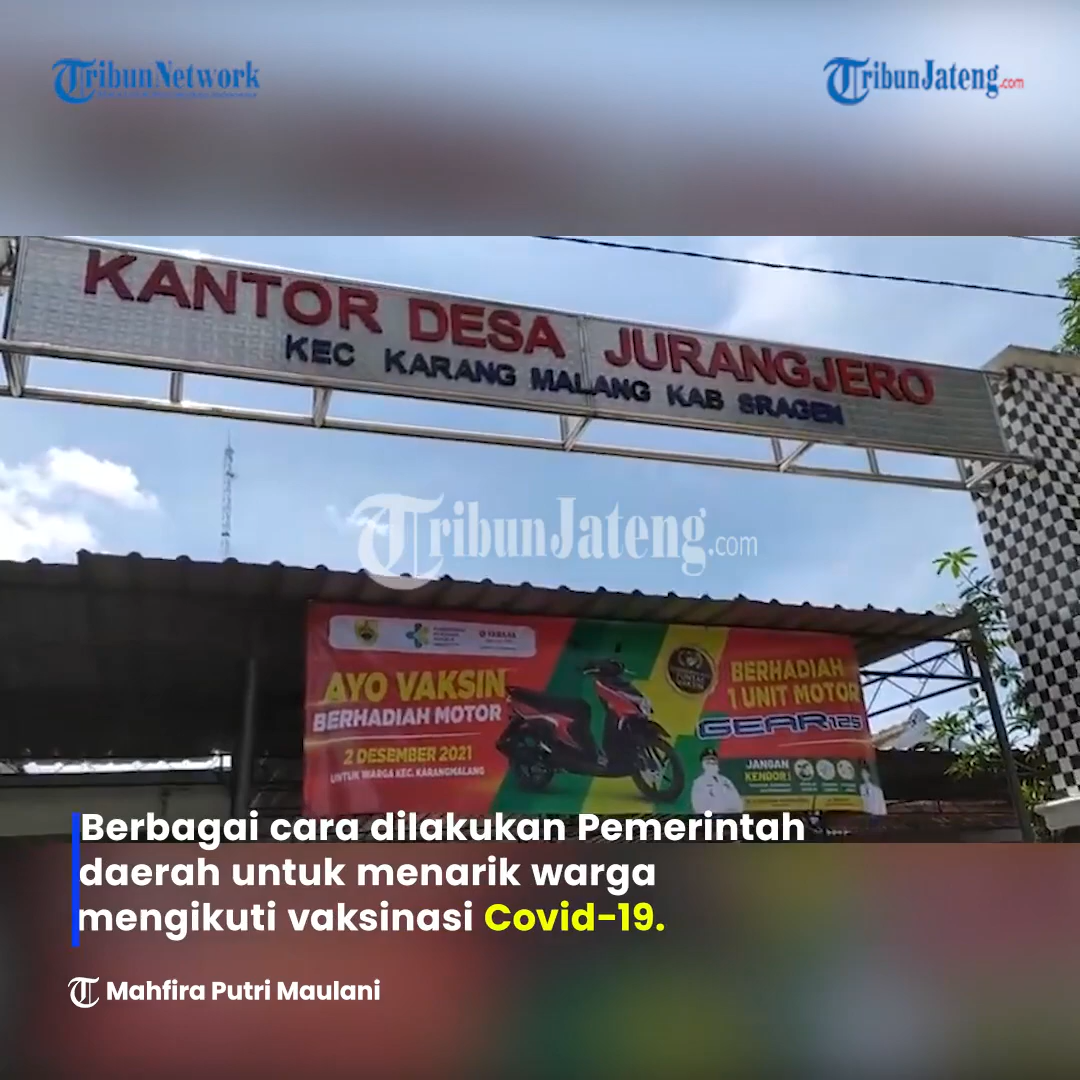 TribunNetwork
TribunJateng.com
KANTOR DESA JURANGJERO
KEC KARANG MALANG KAB SRAGEN
TribunJateng.com
AYO VAKSIN
BERHADIAH MOTOR
2 DESEMBER 2021
UNTUK WARGA KEC. KARANGMALANG
BERHADIAH
1 UNIT MOTOR
GEAR125
JANGAN
KENDOR!
Berbagai cara dilakukan Pemerintah
daerah untuk menarik warga
mengikuti vaksinasi Covid-19.
Mahfira Putri Maulani